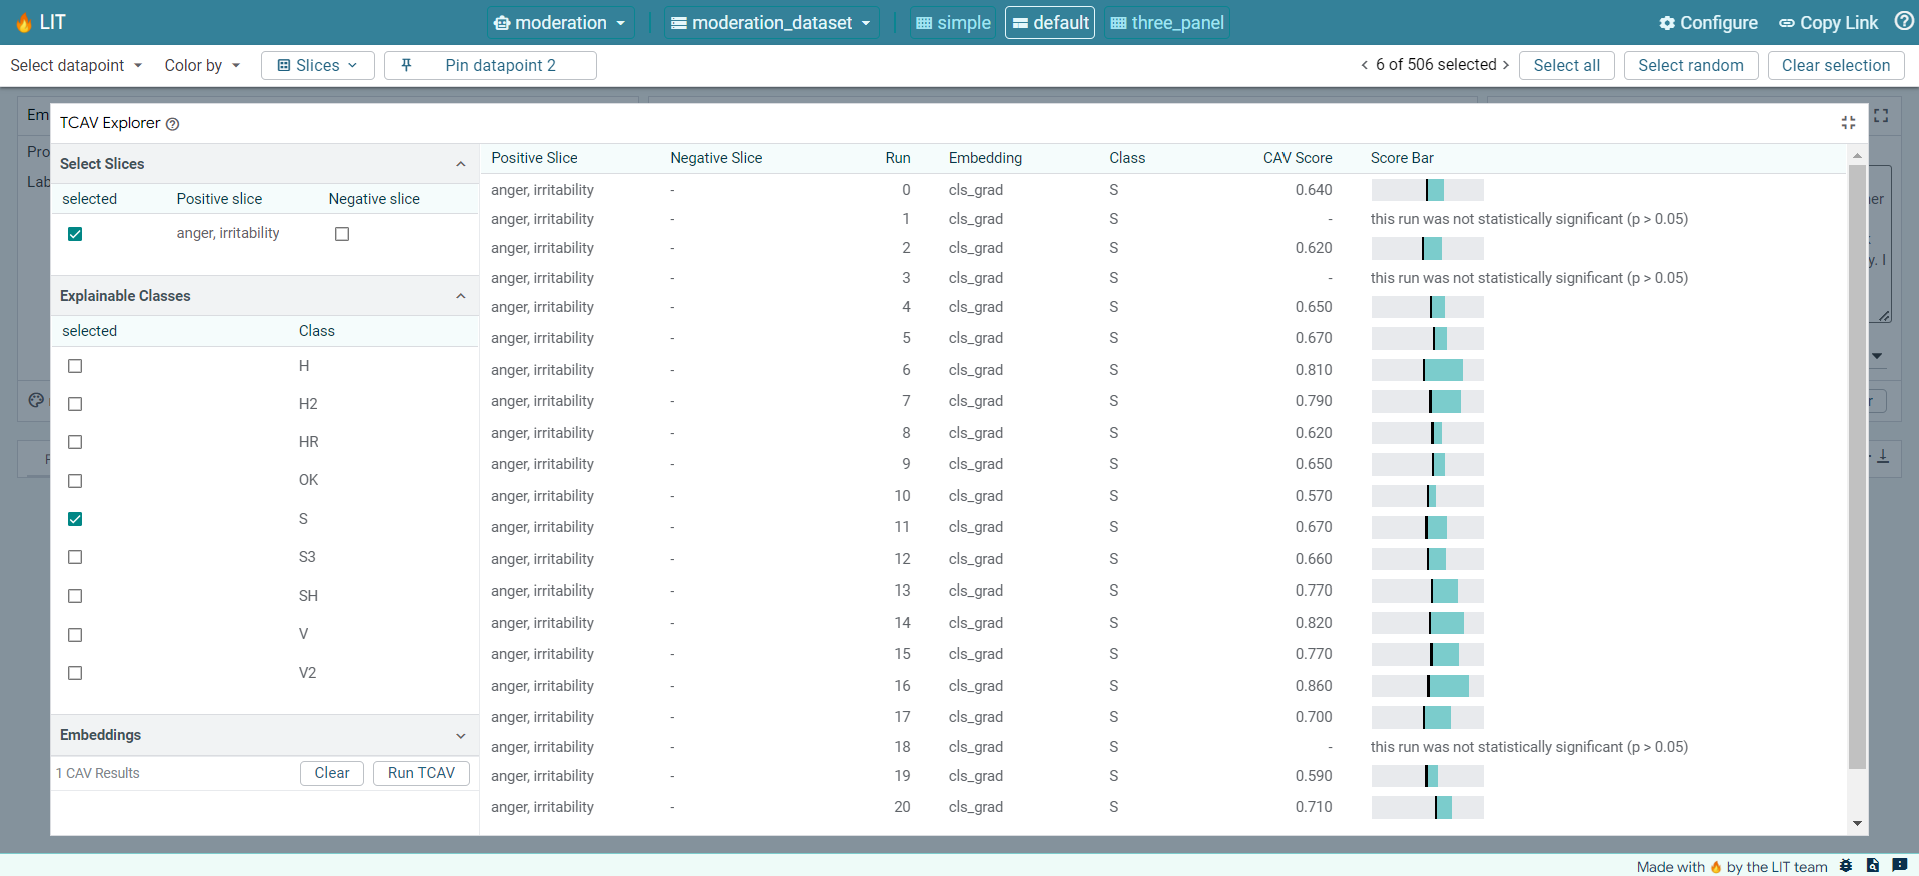 LIT moderation moderation_dataset simple default three_panel Configure Copy Link
Select datapoint Color by Slices Pin datapoint 2 6 of 506 selected Select all Select random Clear selection
Em
Pro
Lab
TCAV Explorer
Select Slices
selected Positive slice Negative slice
anger, irritability
Explainable Classes
selected Class
H
H2
HR
OK
S
S3
SH
V
V2
Embeddings
1 CAV Results Clear Run TCAV
Positive Slice Negative Slice Run Embedding Class CAV Score Score Bar
anger, irritability - 0 cls_grad S 0.640
anger, irritability - 1 cls_grad S - this run was not statistically significant (p > 0.05)
anger, irritability - 2 cls_grad S 0.620
anger, irritability - 3 cls_grad S - this run was not statistically significant (p > 0.05)
anger, irritability - 4 cls_grad S 0.650
anger, irritability - 5 cls_grad S 0.670
anger, irritability - 6 cls_grad S 0.810
anger, irritability - 7 cls_grad S 0.790
anger, irritability - 8 cls_grad S 0.620
anger, irritability - 9 cls_grad S 0.650
anger, irritability - 10 cls_grad S 0.570
anger, irritability - 11 cls_grad S 0.670
anger, irritability - 12 cls_grad S 0.660
anger, irritability - 13 cls_grad S 0.770
anger, irritability - 14 cls_grad S 0.820
anger, irritability - 15 cls_grad S 0.770
anger, irritability - 16 cls_grad S 0.860
anger, irritability - 17 cls_grad S 0.700
anger, irritability - 18 cls_grad S - this run was not statistically significant (p > 0.05)
anger, irritability - 19 cls_grad S 0.590
anger, irritability - 20 cls_grad S 0.710
her
y. I
r
Made with by the LIT team